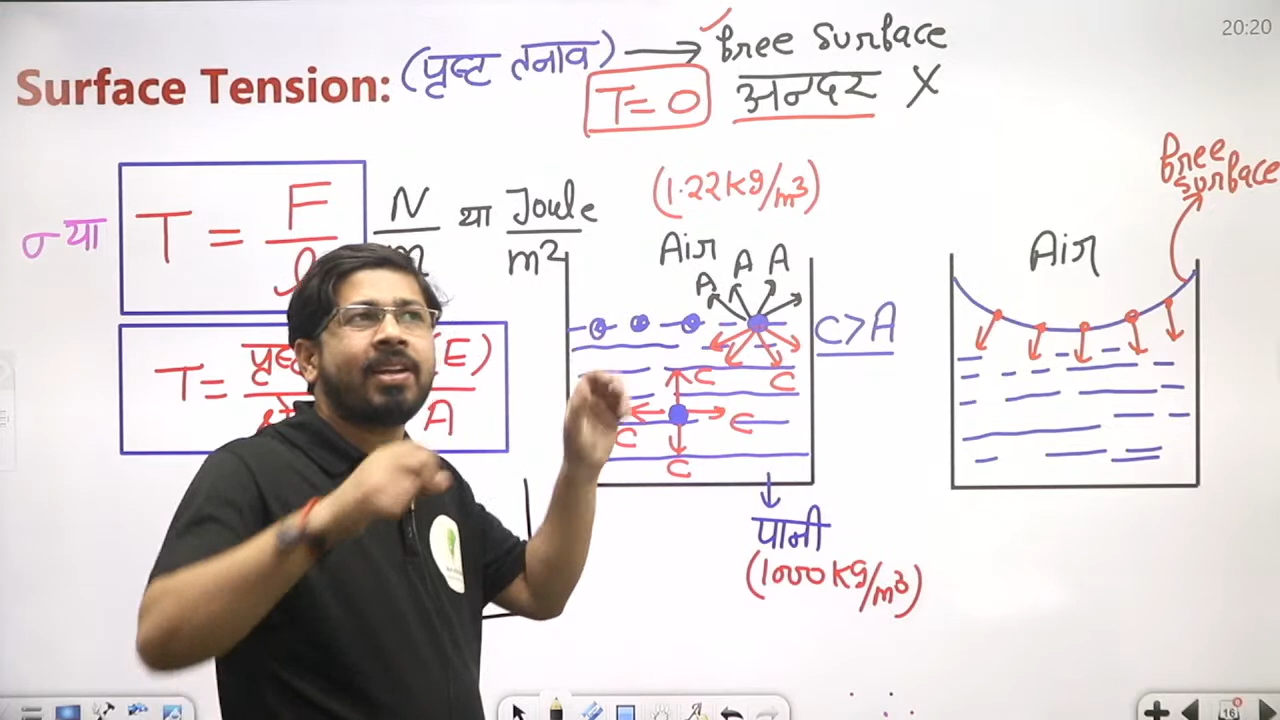 20:20
Surface Tension: (पृष्ठ तनाव) → free surface
T = 0 अन्दर X
free surface
(1.22 kg/m³)
σ या T = F/l N/m या Joule/m²
Air
A A A
Air
C > A
T = (E)/A
C C
C C
C
पानी
(1000 kg/m³)
16